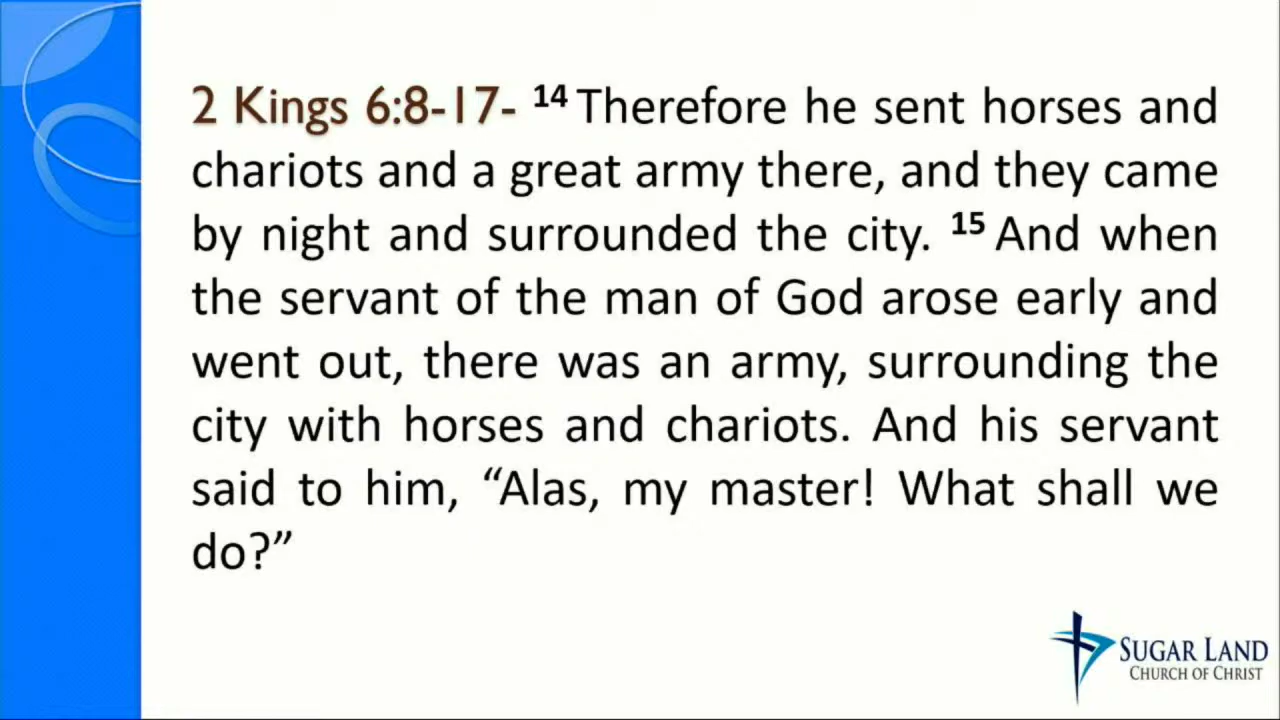 2 Kings 6:8-17- 14 Therefore he sent horses and
chariots and a great army there, and they came
by night and surrounded the city. 15 And when
the servant of the man of God arose early and
went out, there was an army, surrounding the
city with horses and chariots. And his servant
said to him, “Alas, my master! What shall we
do?”
SUGAR LAND
CHURCH OF CHRIST